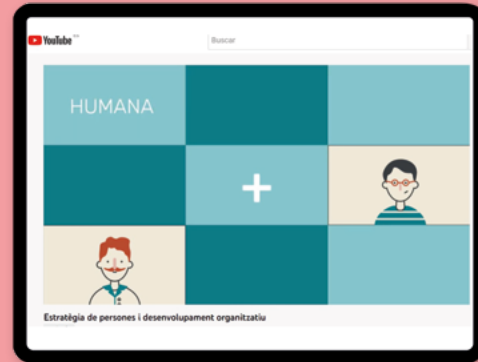 YouTube
Buscar
HUMANA
Estratègia de persones i desenvolupament organitzatiu